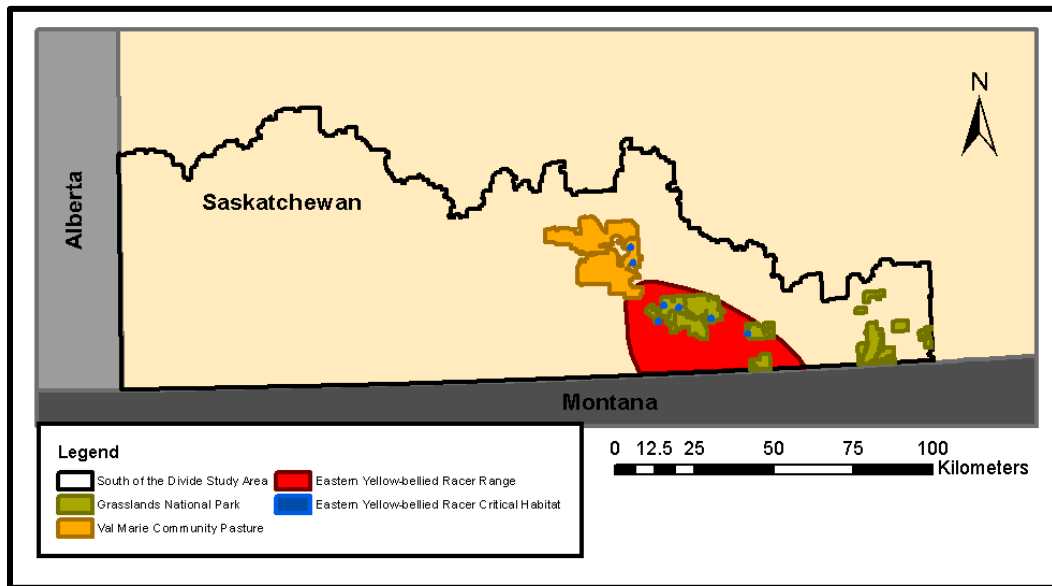 N
Alberta
Saskatchewan
Montana
Legend
South of the Divide Study Area
Eastern Yellow-bellied Racer Range
Grasslands National Park
Eastern Yellow-bellied Racer Critical Habitat
Val Marie Community Pasture
0 12.5 25 50 75 100
Kilometers